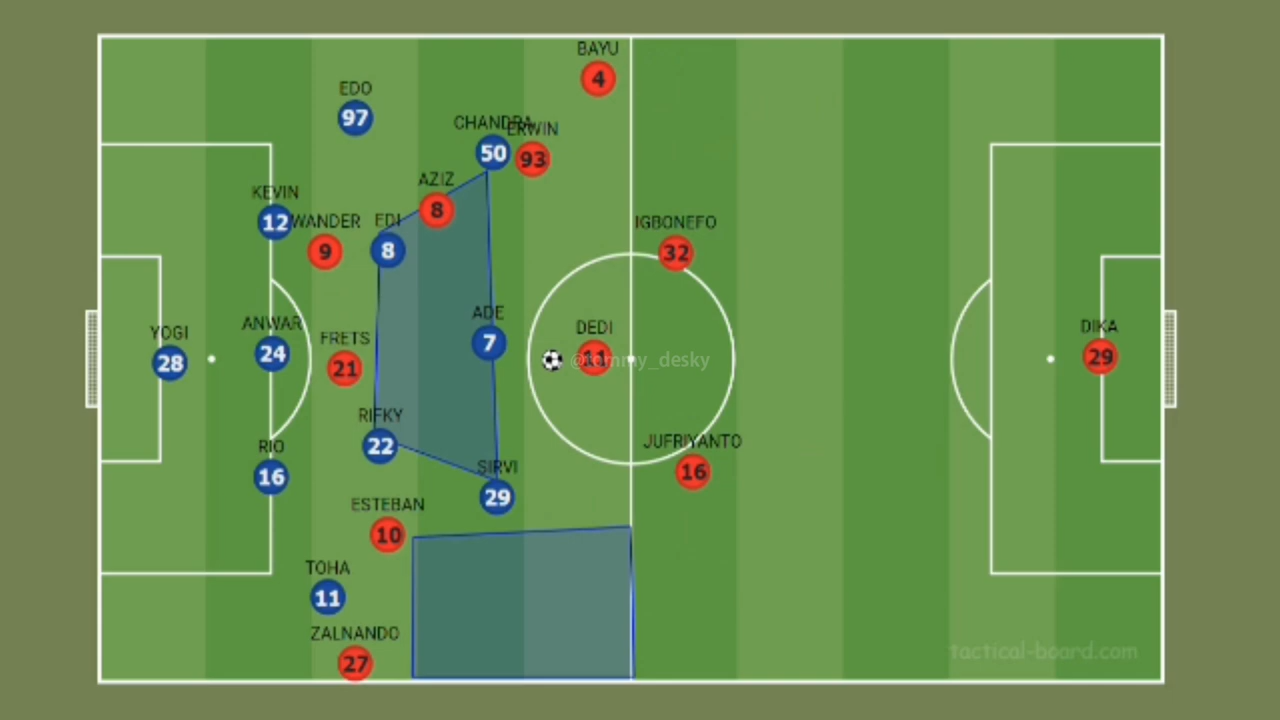 BAYU
4
EDO
97
CHANDRA
50
ERWIN
93
AZIZ
8
KEVIN
12
WANDER
9
EDI
8
IGBONEFO
32
YOGI
28
ANWAR
24
FRETS
21
ADE
7
DEDI
11
@tommy_desky
DIKA
29
RIFKY
22
RIO
16
SIRVI
29
JUFRIYANTO
16
ESTEBAN
10
TOHA
11
ZALNANDO
27
tactical-board.com